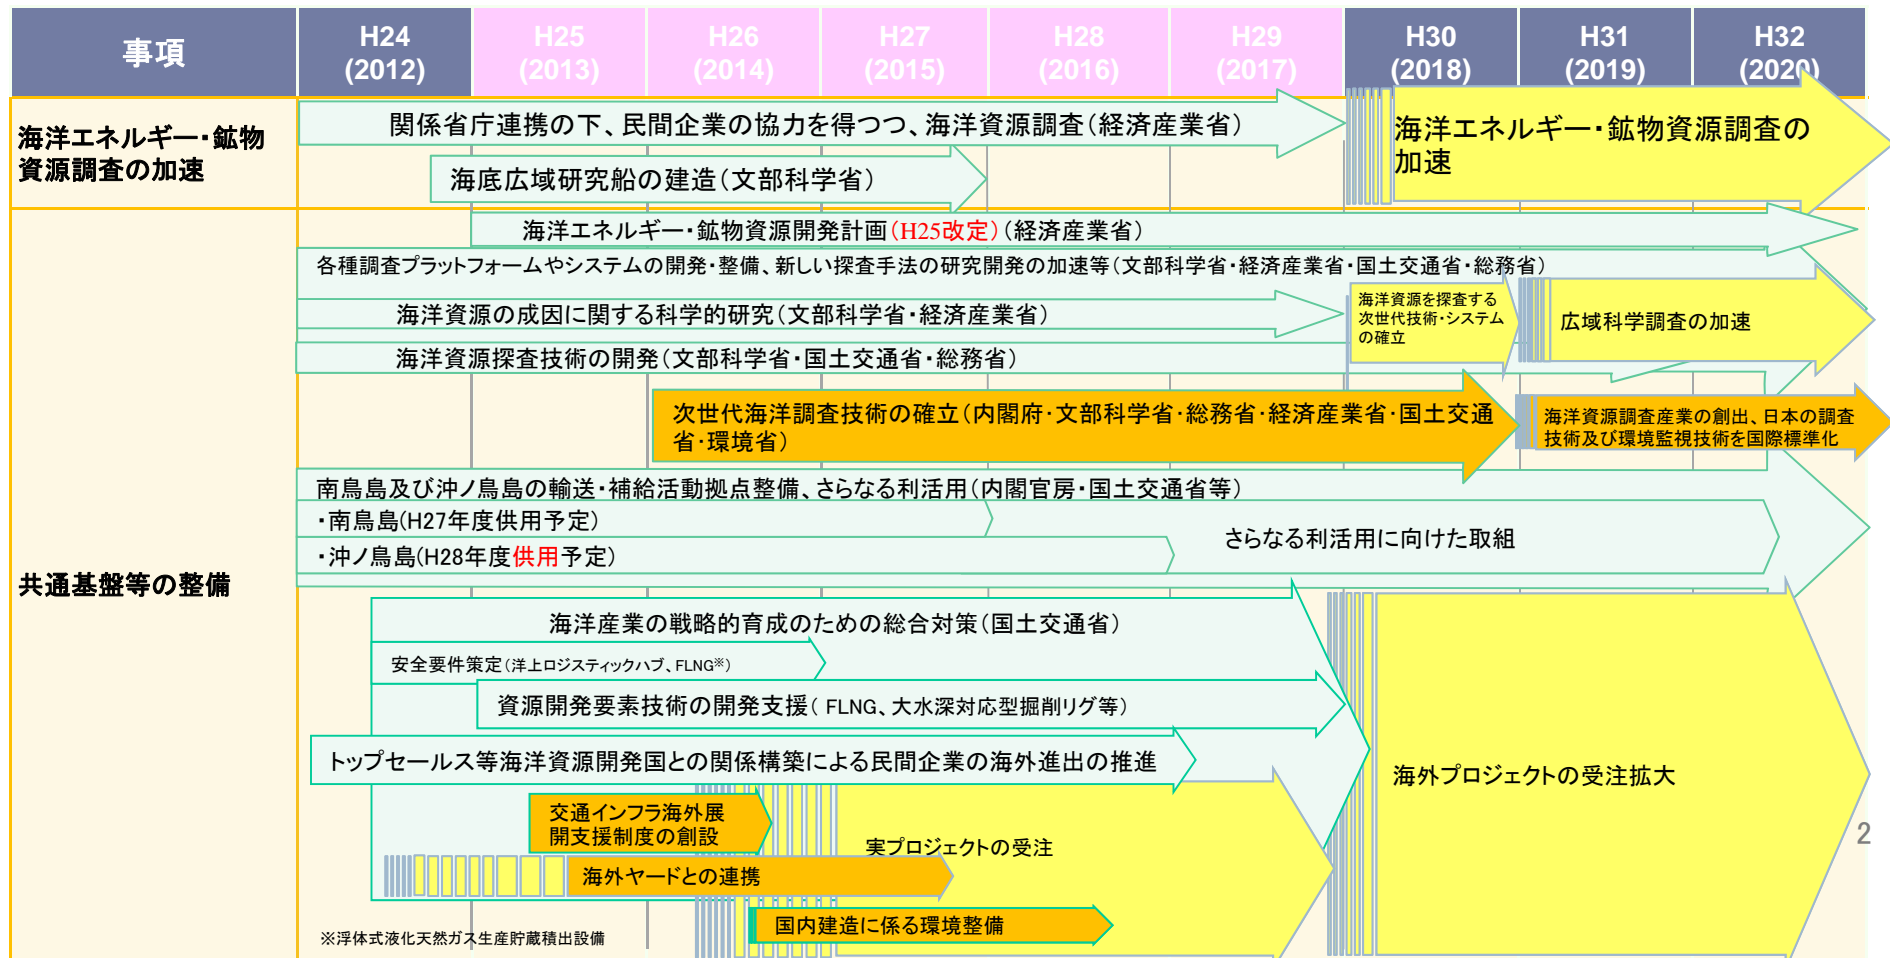 事項
H24
(2012)
H25
(2013)
H26
(2014)
H27
(2015)
H28
(2016)
H29
(2017)
H30
(2018)
H31
(2019)
H32
(2020)
海洋エネルギー・鉱物
資源調査の加速
関係省庁連携の下、民間企業の協力を得つつ、海洋資源調査(経済産業省)
海底広域研究船の建造(文部科学省)
海洋エネルギー・鉱物資源調査の
加速
共通基盤等の整備
海洋エネルギー・鉱物資源開発計画(H25改定)(経済産業省)
各種調査プラットフォームやシステムの開発・整備、新しい探査手法の研究開発の加速等(文部科学省・経済産業省・国土交通省・総務省)
海洋資源の成因に関する科学的研究(文部科学省・経済産業省)
海洋資源を探査する
次世代技術・システム
の確立
広域科学調査の加速
海洋資源探査技術の開発(文部科学省・国土交通省・総務省)
次世代海洋調査技術の確立(内閣府・文部科学省・総務省・経済産業省・国土交通
省・環境省)
海洋資源調査産業の創出、日本の調査
技術及び環境監視技術を国際標準化
南鳥島及び沖ノ鳥島の輸送・補給活動拠点整備、さらなる利活用(内閣官房・国土交通省等)
・南鳥島(H27年度供用予定)
・沖ノ鳥島(H28年度供用予定)
さらなる利活用に向けた取組
海洋産業の戦略的育成のための総合対策(国土交通省)
安全要件策定(洋上ロジスティックハブ、FLNG※)
資源開発要素技術の開発支援( FLNG、大水深対応型掘削リグ等)
トップセールス等海洋資源開発国との関係構築による民間企業の海外進出の推進
海外プロジェクトの受注拡大
交通インフラ海外展
開支援制度の創設
実プロジェクトの受注
海外ヤードとの連携
国内建造に係る環境整備
※浮体式液化天然ガス生産貯蔵積出設備
2